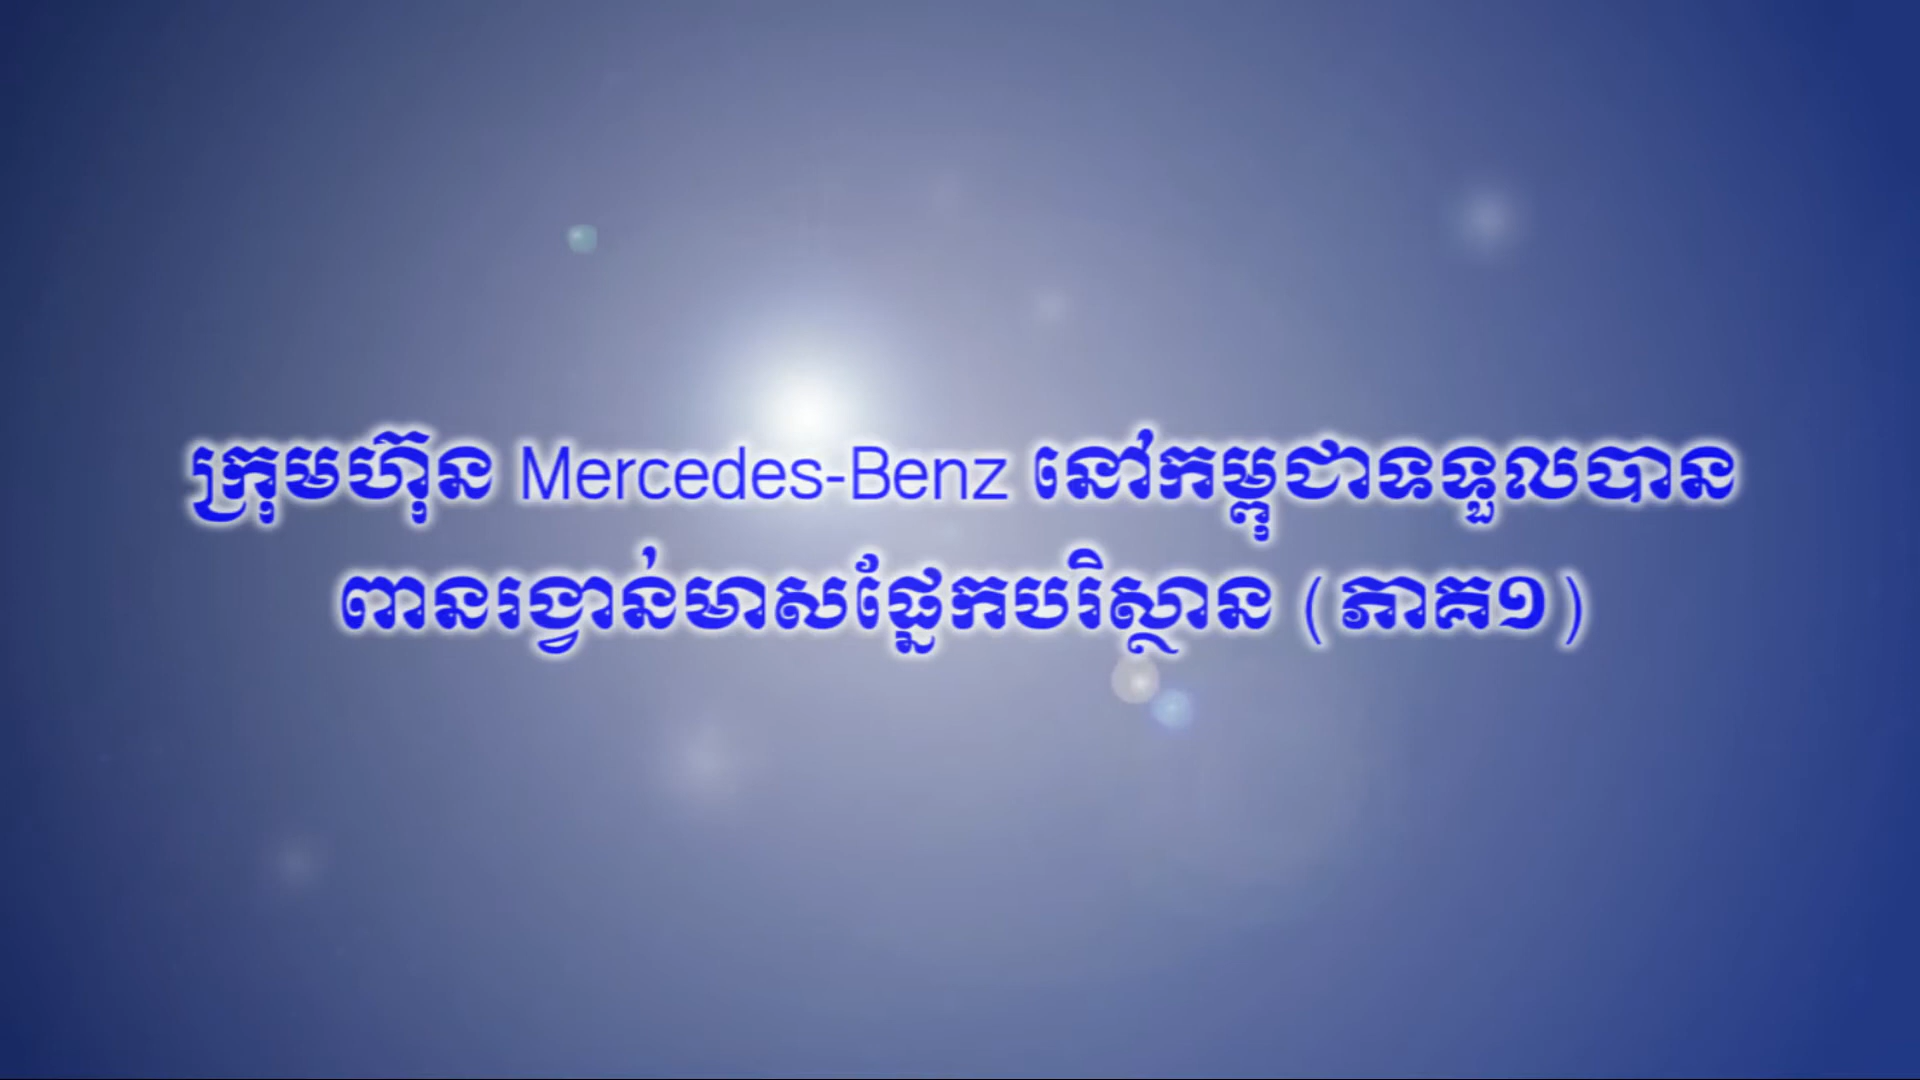 ក្រុមហ៊ុន Mercedes-Benz នៅកម្ពុជាទទួលបាន
ពានរង្វាន់មាសផ្នែកបរិស្ថាន (ភាគ១)